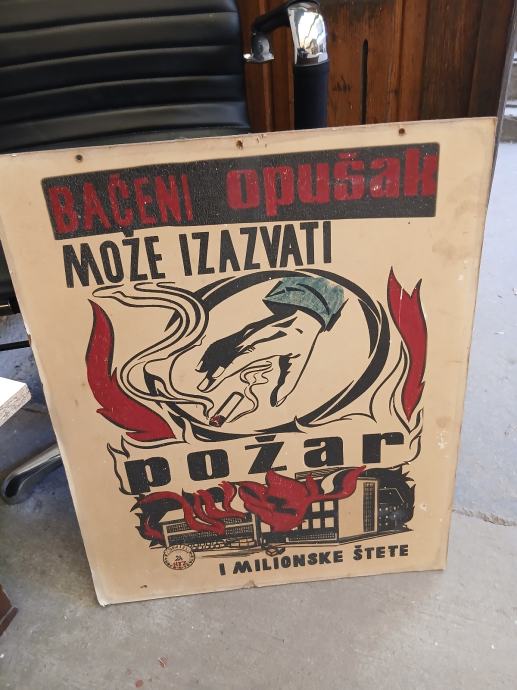 BAČENI opušak
MOŽE IZAZVATI
požar
I MILIONSKE ŠTETE